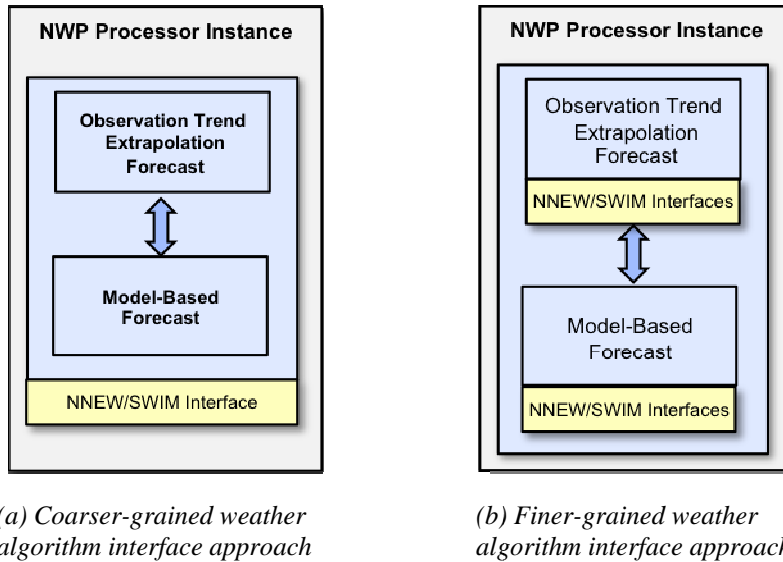 NWP Processor Instance
Observation Trend
Extrapolation
Forecast
Model-Based
Forecast
NNEW/SWIM Interface
(a) Coarser-grained weather
algorithm interface approach
NWP Processor Instance
Observation Trend
Extrapolation
Forecast
NNEW/SWIM Interfaces
Model-Based
Forecast
NNEW/SWIM Interfaces
(b) Finer-grained weather
algorithm interface approach